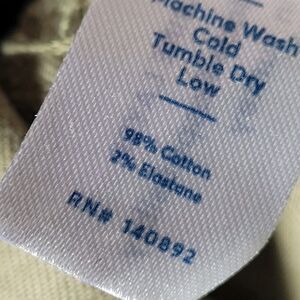 Machine Wash
Cold
Tumble Dry
Low
98% Cotton
2% Elastane
RN# 140892